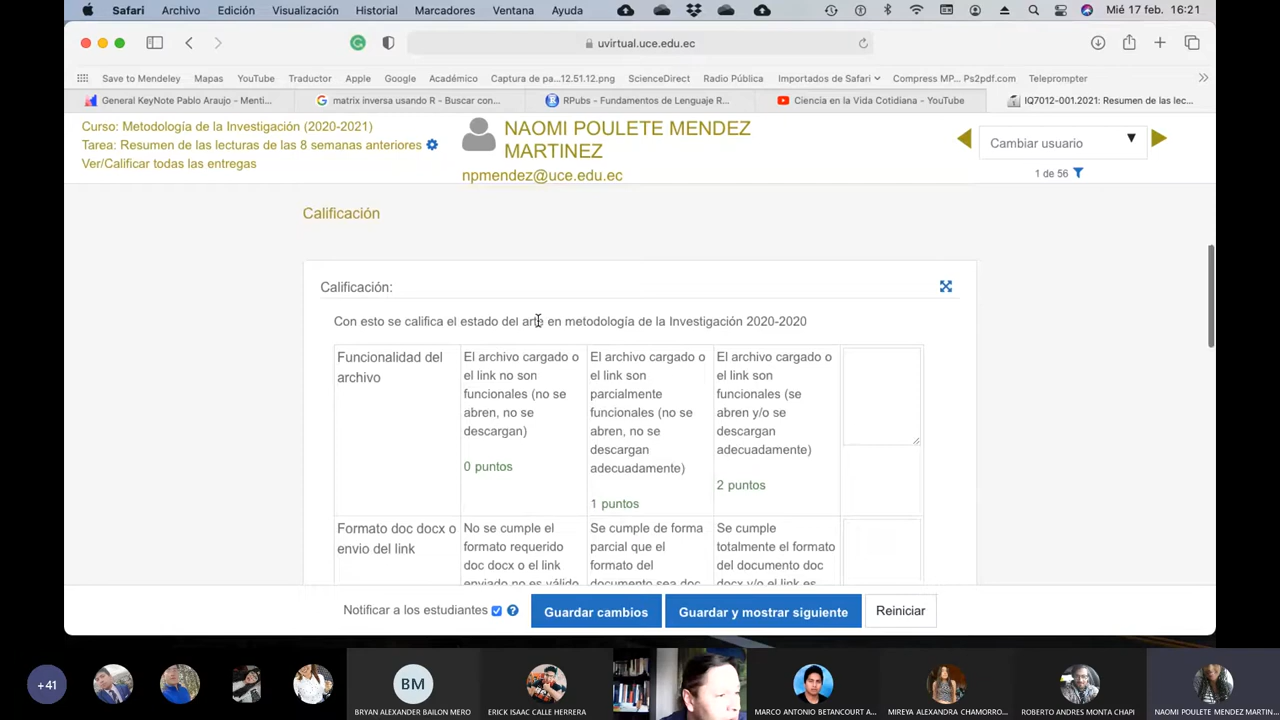 Safari Archivo Edición Visualización Historial Marcadores Ventana Ayuda Mié 17 feb. 16:21
uvirtual.uce.edu.ec
Save to Mendeley Mapas YouTube Traductor Apple Google Académico Captura de pa...12.51.12.png ScienceDirect Radio Pública Importados de Safari Compress MP... Ps2pdf.com Teleprompter
General KeyNote Pablo Araujo - Menti... matrix inversa usando R - Buscar con... RPubs - Fundamentos de Lenguaje R... Ciencia en la Vida Cotidiana - YouTube IQ7012-001.2021: Resumen de las lec...
Curso: Metodología de la Investigación (2020-2021)
Tarea: Resumen de las lecturas de las 8 semanas anteriores
Ver/Calificar todas las entregas
NAOMI POULETE MENDEZ
MARTINEZ
npmendez@uce.edu.ec
Cambiar usuario
1 de 56
Calificación
Calificación:
Con esto se califica el estado del arte en metodología de la Investigación 2020-2020
Funcionalidad del
archivo
El archivo cargado o
el link no son
funcionales (no se
abren, no se
descargan)
0 puntos
El archivo cargado o
el link son
parcialmente
funcionales (no se
abren, no se
descargan
adecuadamente)
1 puntos
El archivo cargado o
el link son
funcionales (se
abren y/o se
descargan
adecuadamente)
2 puntos
Formato doc docx o
envio del link
No se cumple el
formato requerido
doc docx o el link
enviado no es válido
Se cumple de forma
parcial que el
formato del
documento sea doc
Se cumple
totalmente el formato
del documento doc
docx y/o el link es
Notificar a los estudiantes
Guardar cambios
Guardar y mostrar siguiente
Reiniciar
+41
BM
BRYAN ALEXANDER BAILON MERO
ERICK ISAAC CALLE HERRERA
MARCO ANTONIO BETANCOURT A...
MIREYA ALEXANDRA CHAMORRO...
ROBERTO ANDRES MONTA CHAPI
NAOMI POULETE MENDEZ MARTIN...